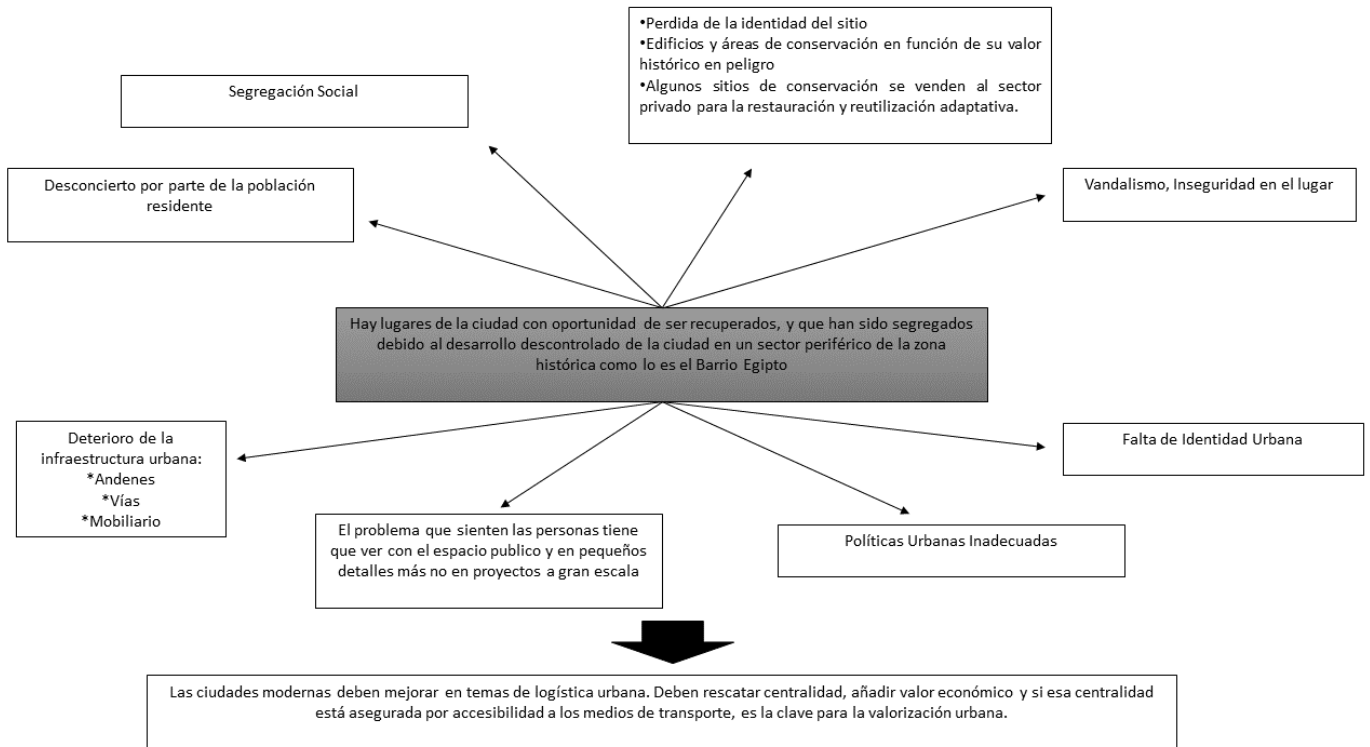 •Perdida de la identidad del sitio
•Edificios y áreas de conservación en función de su valor
histórico en peligro
•Algunos sitios de conservación se venden al sector
privado para la restauración y reutilización adaptativa.
Segregación Social
Desconcierto por parte de la población
residente
Vandalismo, Inseguridad en el lugar
Hay lugares de la ciudad con oportunidad de ser recuperados, y que han sido segregados
debido al desarrollo descontrolado de la ciudad en un sector periférico de la zona
histórica como lo es el Barrio Egipto
Deterioro de la
infraestructura urbana:
*Andenes
*Vías
*Mobiliario
El problema que sienten las personas tiene
que ver con el espacio publico y en pequeños
detalles más no en proyectos a gran escala
Políticas Urbanas Inadecuadas
Falta de Identidad Urbana
Las ciudades modernas deben mejorar en temas de logística urbana. Deben rescatar centralidad, añadir valor económico y si esa centralidad
está asegurada por accesibilidad a los medios de transporte, es la clave para la valorización urbana.